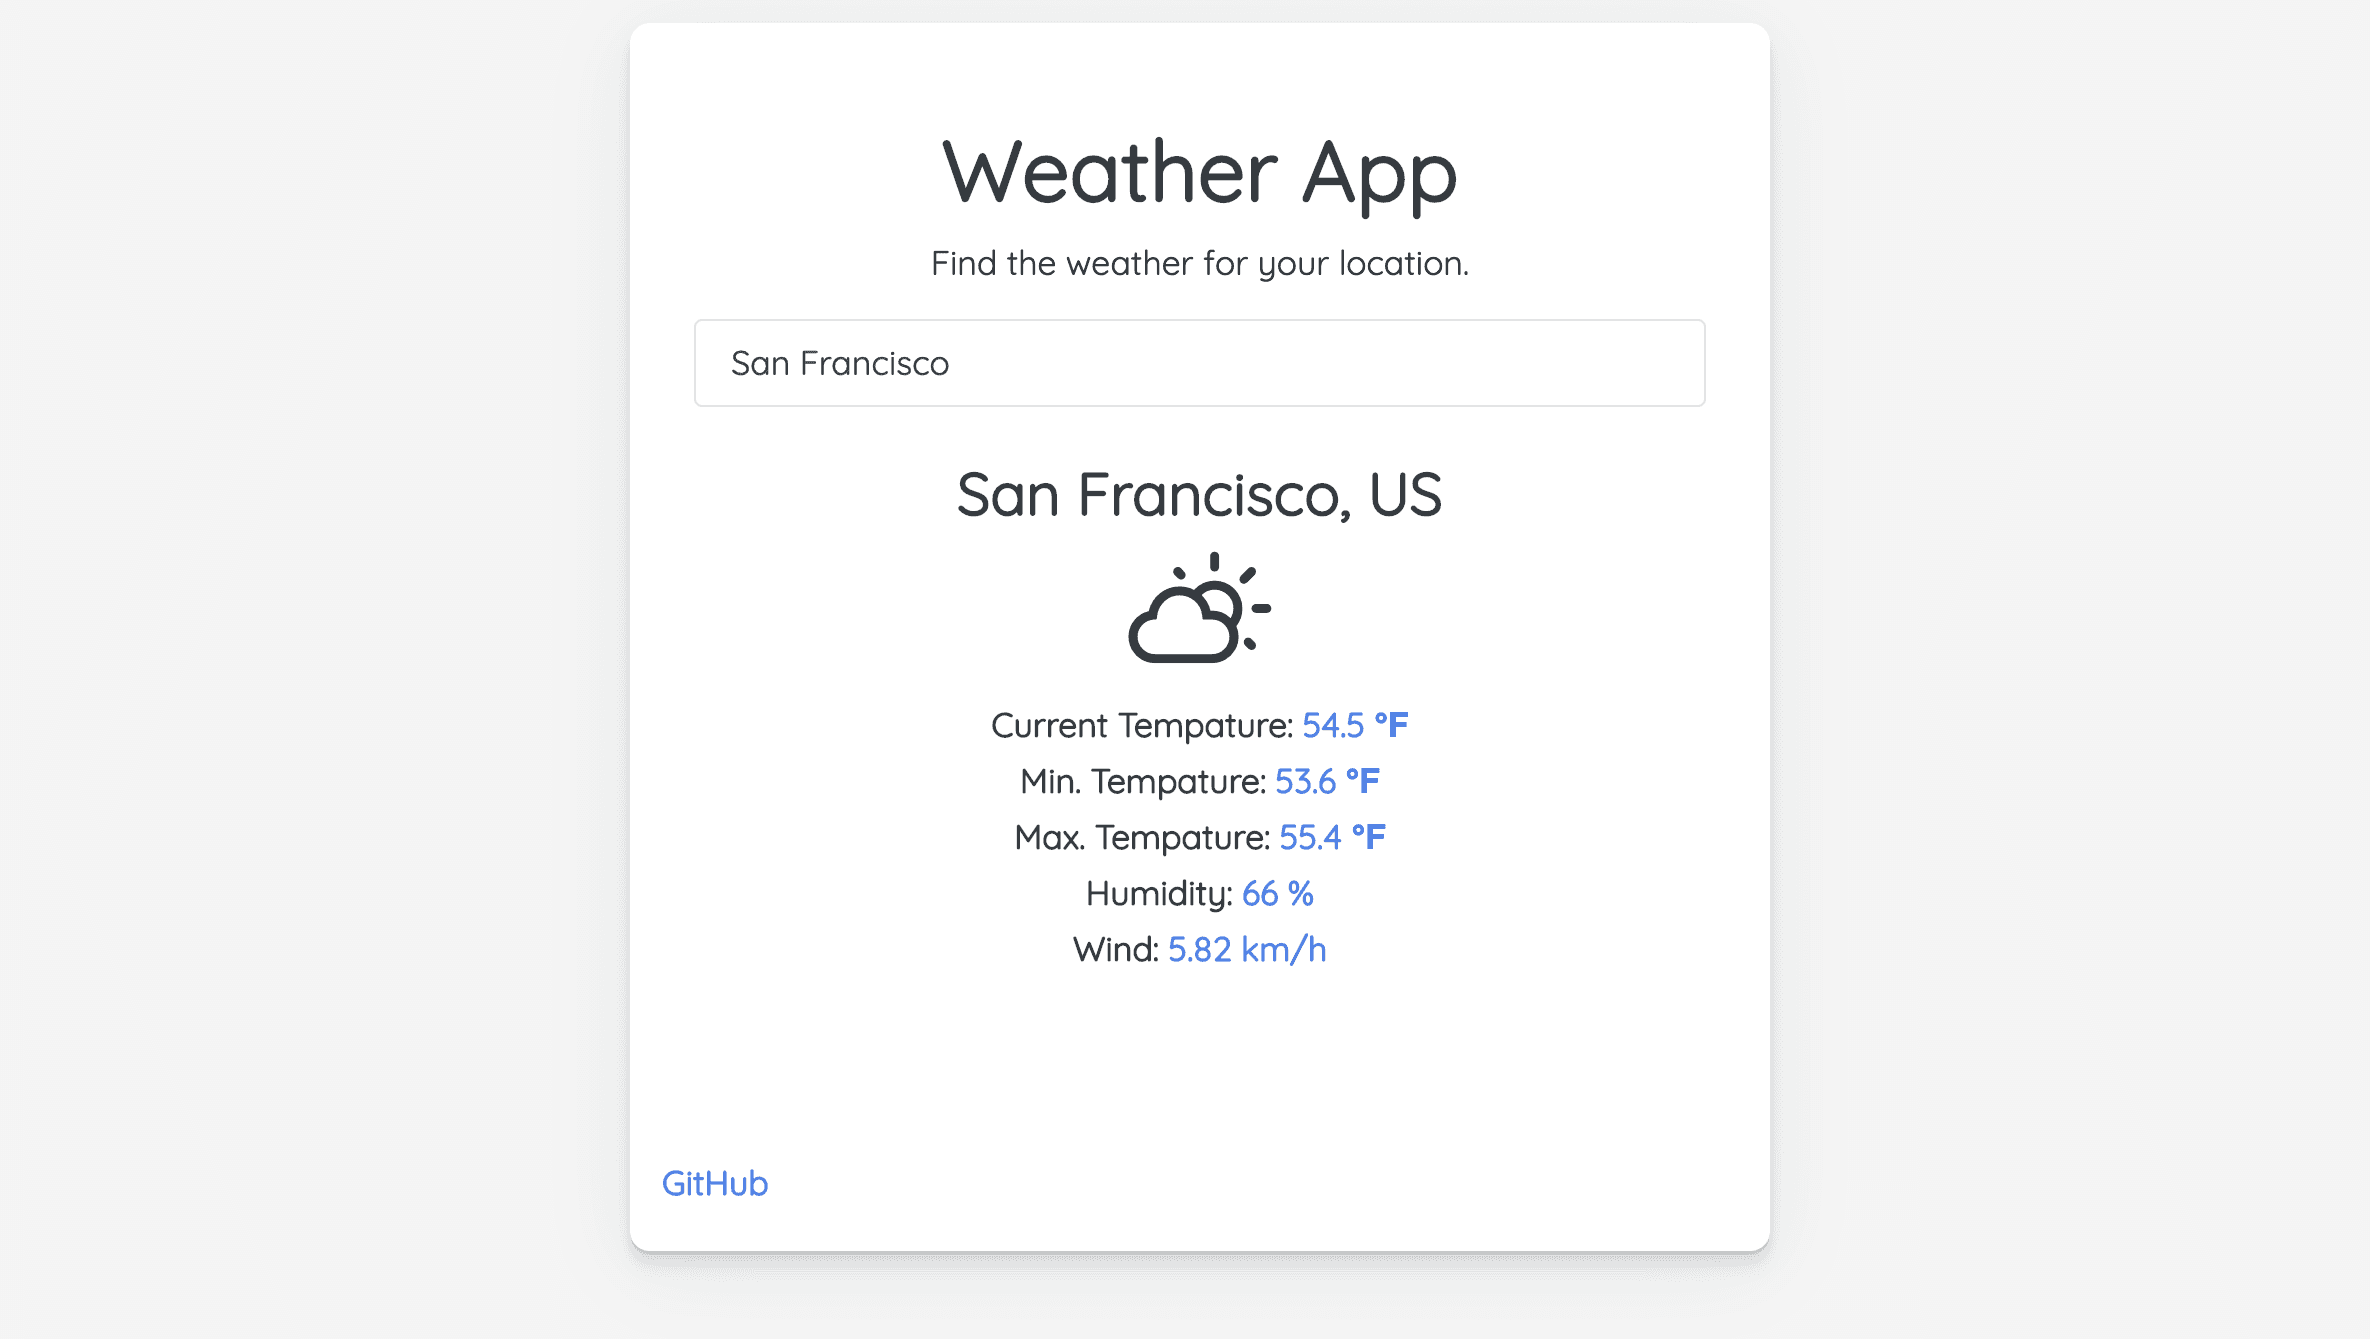 Weather App
Find the weather for your location.
San Francisco
San Francisco, US
Current Tempature: 54.5 °F
Min. Tempature: 53.6 °F
Max. Tempature: 55.4 °F
Humidity: 66 %
Wind: 5.82 km/h
GitHub